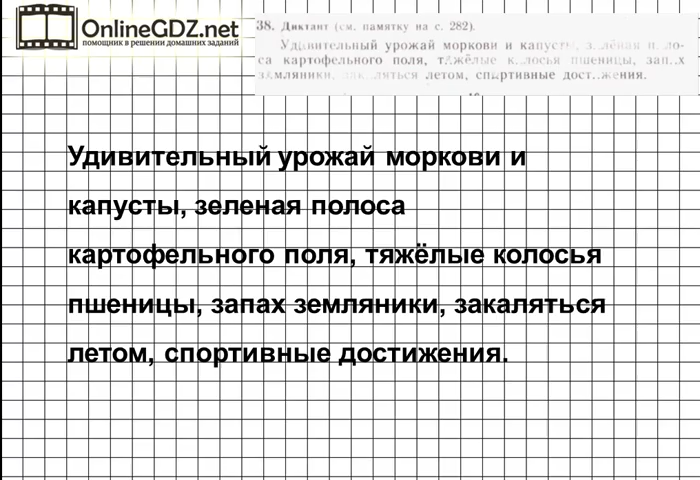 OnlineGDZ.net
помощник в решении домашних заданий
38. Диктант (см. памятку на с. 282).
урожай моркови и
картофельного поля, пшеницы,
летом,
Удивительный урожай моркови и
капусты, зеленая полоса
картофельного поля, тяжёлые колосья
пшеницы, запах земляники, закаляться
летом, спортивные достижения.